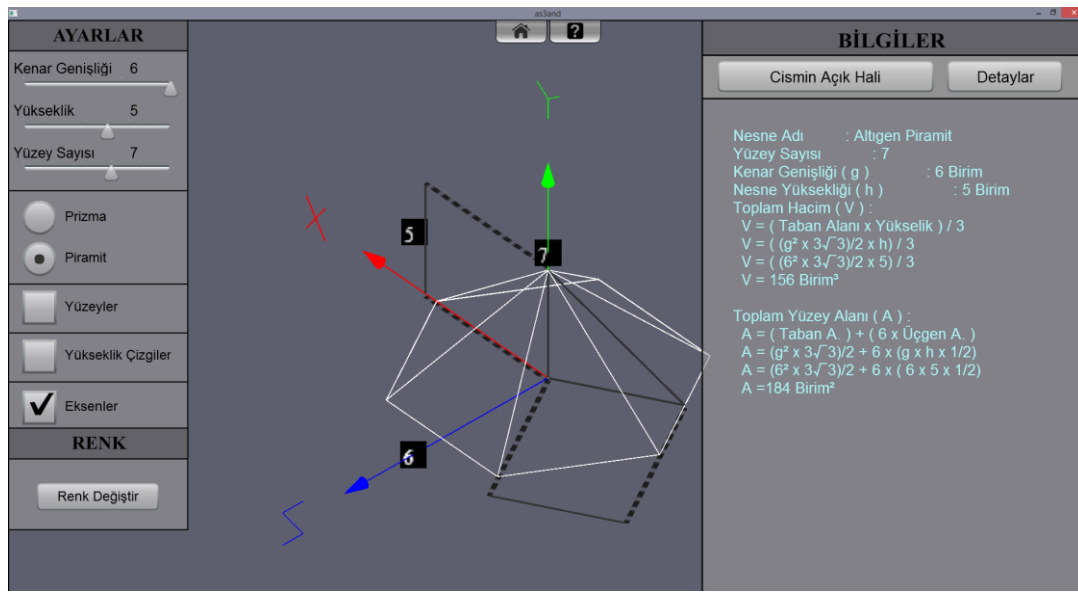 as3and
AYARLAR
Kenar Genişliği 6
Yükseklik 5
Yüzey Sayısı 7
Prizma
Piramit
Yüzeyler
Yükseklik Çizgiler
Eksenler
RENK
Renk Değiştir
?
Y
X
5
7
6
Z
BİLGİLER
Cismin Açık Hali
Detaylar
Nesne Adı : Altıgen Piramit
Yüzey Sayısı : 7
Kenar Genişliği ( g ) : 6 Birim
Nesne Yüksekliği ( h ) : 5 Birim
Toplam Hacim ( V ) :
V = ( Taban Alanı x Yükselik ) / 3
V = ( (g² x 3√3)/2 x h) / 3
V = ( (6² x 3√3)/2 x 5) / 3
V = 156 Birim³
Toplam Yüzey Alanı ( A ) :
A = ( Taban A. ) + ( 6 x Üçgen A. )
A = (g² x 3√3)/2 + 6 x (g x h x 1/2)
A = (6² x 3√3)/2 + 6 x ( 6 x 5 x 1/2)
A =184 Birim²